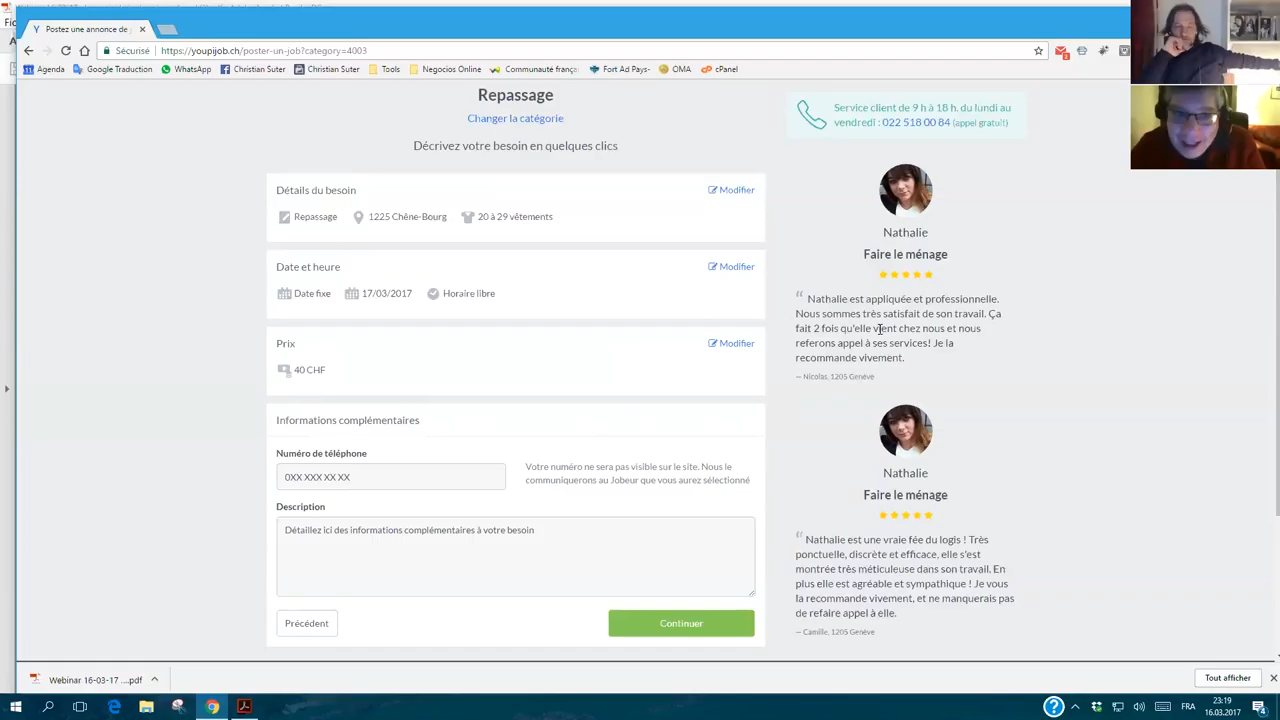 Postez une annonce de
Sécurisé
https://youpijob.ch/poster-un-job?category=4003
Agenda
Google Traduction
WhatsApp
Christian Suter
Christian Suter
Tools
Negocios Online
Communauté franç
Fort Ad Pays-
OMA
cPanel
Repassage
Changer la catégorie
Décrivez votre besoin en quelques clics
Détails du besoin
Modifier
Repassage
1225 Chêne-Bourg
20 à 29 vêtements
Date et heure
Modifier
Date fixe
17/03/2017
Horaire libre
Prix
Modifier
40 CHF
Informations complémentaires
Numéro de téléphone
0XX XXX XX XX
Votre numéro ne sera pas visible sur le site. Nous le
communiquerons au Jobeur que vous aurez sélectionné
Description
Détaillez ici des informations complémentaires à votre besoin
Précédent
Continuer
Service client de 9 h à 18 h. du lundi au
vendredi : 022 518 00 84 (appel gratuit)
Nathalie
Faire le ménage
“ Nathalie est appliquée et professionnelle.
Nous sommes très satisfait de son travail. Ça
fait 2 fois qu'elle vient chez nous et nous
referons appel à ses services! Je la
recommande vivement.
— Nicolas, 1205 Genève
Nathalie
Faire le ménage
“ Nathalie est une vraie fée du logis ! Très
ponctuelle, discrète et efficace, elle s'est
montrée très méticuleuse dans son travail. En
plus elle est agréable et sympathique ! Je vous
la recommande vivement, et ne manquerais pas
de refaire appel à elle.
— Camille, 1205 Genève
Webinar 16-03-17 ....pdf
Tout afficher
FRA
23:19
16.03.2017
4